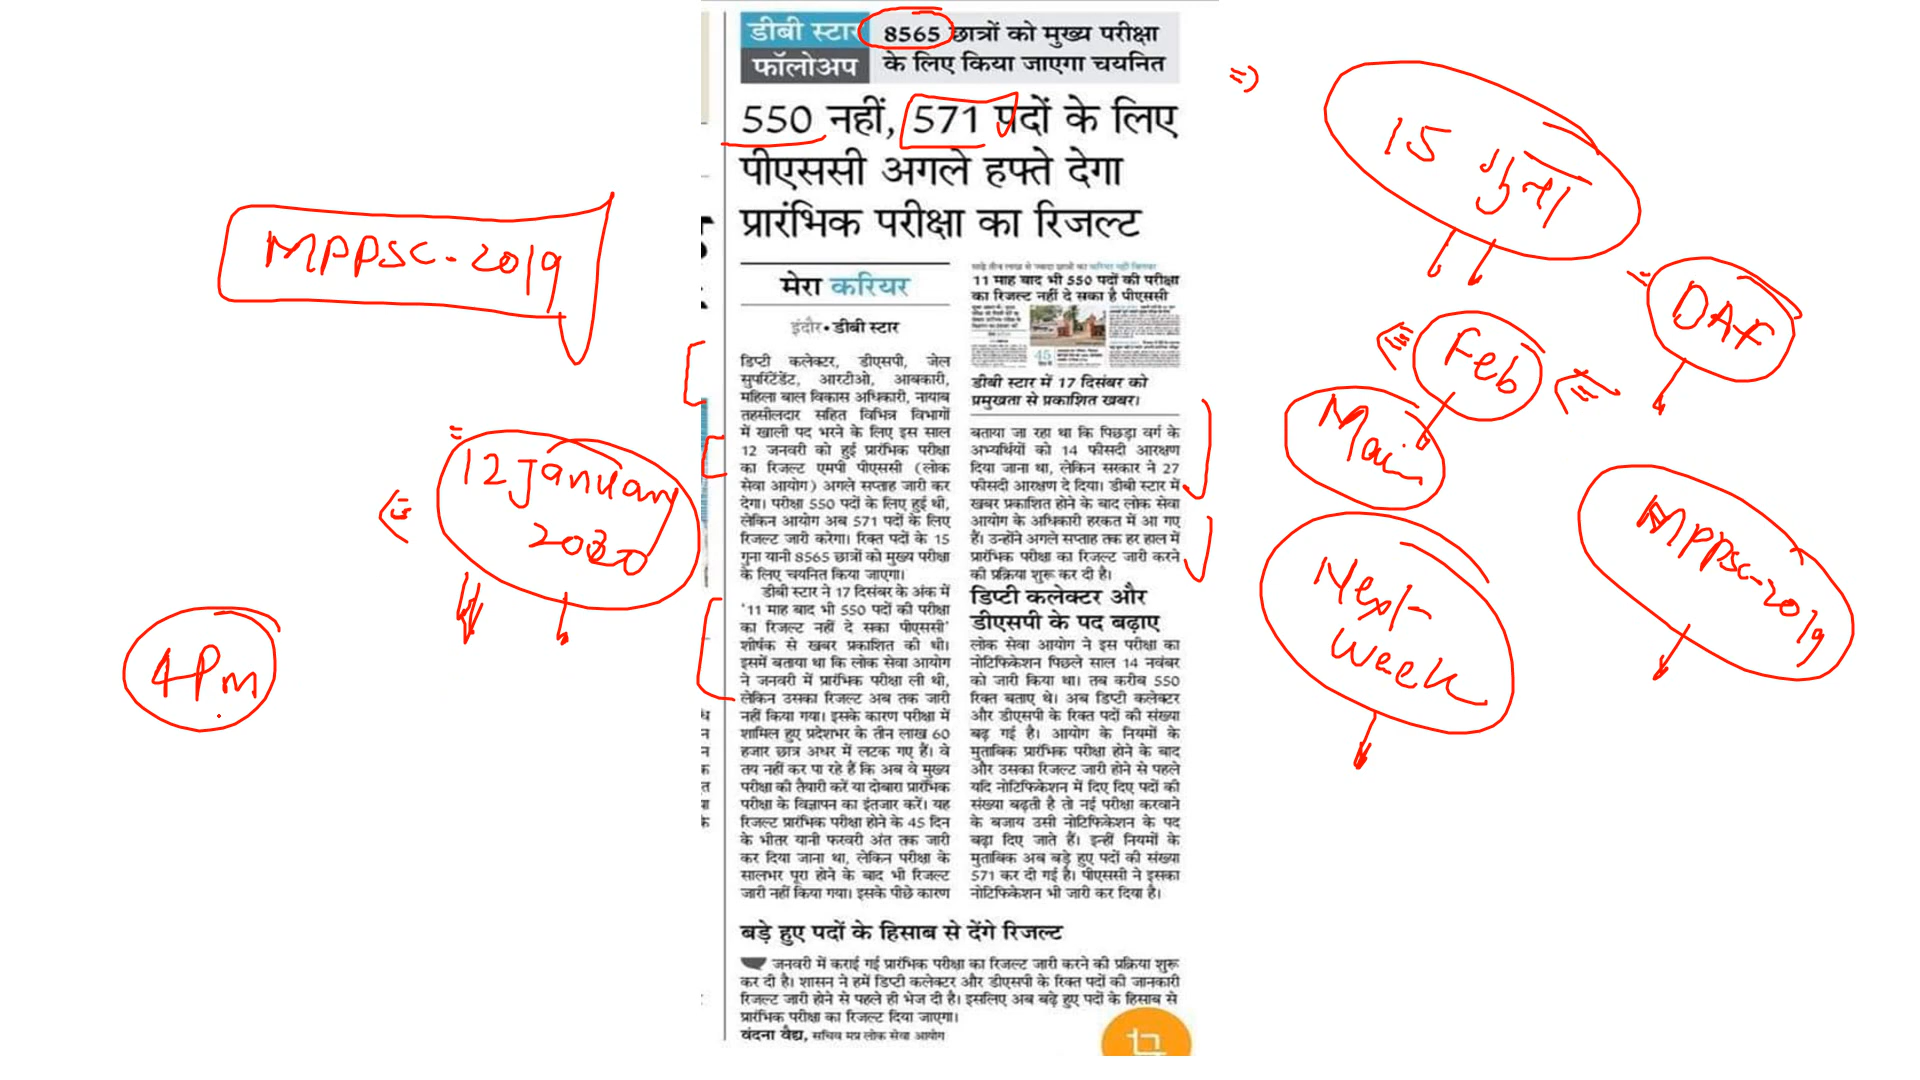 डीबी स्टार
फॉलोअप
8565 छात्रों को मुख्य परीक्षा
के लिए किया जाएगा चयनित
550 नहीं, 571 पदों के लिए
पीएससी अगले हफ्ते देगा
प्रारंभिक परीक्षा का रिजल्ट
मेरा करियर
इंदौर • डीबी स्टार
डिप्टी कलेक्टर, डीएसपी, जेल
सुपरिंटेंडेंट, आरटीओ, आबकारी,
महिला बाल विकास अधिकारी, नायाब
तहसीलदार सहित विभिन्न विभागों
में खाली पद भरने के लिए इस साल
12 जनवरी को हुई प्रारंभिक परीक्षा
का रिजल्ट एमपी पीएससी (लोक
सेवा आयोग) अगले सप्ताह जारी कर
देगा। परीक्षा 550 पदों के लिए हुई थी,
लेकिन आयोग अब 571 पदों के लिए
रिजल्ट जारी करेगा। रिक्त पदों के 15
गुना यानी 8565 छात्रों को मुख्य परीक्षा
के लिए चयनित किया जाएगा।
डीबी स्टार ने 17 दिसंबर के अंक में
'11 माह बाद भी 550 पदों की परीक्षा
का रिजल्ट नहीं दे सका पीएससी'
शीर्षक से खबर प्रकाशित की थी।
इसमें बताया था कि लोक सेवा आयोग
ने जनवरी में प्रारंभिक परीक्षा ली थी,
लेकिन उसका रिजल्ट अब तक जारी
नहीं किया गया। इसके कारण परीक्षा में
शामिल हुए प्रदेशभर के तीन लाख 60
हजार छात्र अधर में लटक गए हैं। वे
तय नहीं कर पा रहे हैं कि अब वे मुख्य
परीक्षा की तैयारी करें या दोबारा प्रारंभिक
परीक्षा के विज्ञापन का इंतजार करें। यह
रिजल्ट प्रारंभिक परीक्षा होने के 45 दिन
के भीतर यानी फरवरी अंत तक जारी
कर दिया जाना था, लेकिन परीक्षा के
सालभर पूरा होने के बाद भी रिजल्ट
जारी नहीं किया गया। इसके पीछे कारण
11 माह बाद भी 550 पदों की परीक्षा
का रिजल्ट नहीं दे सका है पीएससी
45
डीबी स्टार में 17 दिसंबर को
प्रमुखता से प्रकाशित खबर।
बताया जा रहा था कि पिछड़ा वर्ग के
अभ्यर्थियों को 14 फीसदी आरक्षण
दिया जाना था, लेकिन सरकार ने 27
फीसदी आरक्षण दे दिया। डीबी स्टार में
खबर प्रकाशित होने के बाद लोक सेवा
आयोग के अधिकारी हरकत में आ गए
हैं। उन्होंने अगले सप्ताह तक हर हाल में
प्रारंभिक परीक्षा का रिजल्ट जारी करने
की प्रक्रिया शुरू कर दी है।
डिप्टी कलेक्टर और
डीएसपी के पद बढ़ाए
लोक सेवा आयोग ने इस परीक्षा का
नोटिफिकेशन पिछले साल 14 नवंबर
को जारी किया था। तब करीब 550
रिक्त बताए थे। अब डिप्टी कलेक्टर
और डीएसपी के रिक्त पदों की संख्या
बढ़ गई है। आयोग के नियमों के
मुताबिक प्रारंभिक परीक्षा होने के बाद
और उसका रिजल्ट जारी होने से पहले
यदि नोटिफिकेशन में दिए दिए पदों की
संख्या बढ़ती है तो नई परीक्षा करवाने
के बजाय उसी नोटिफिकेशन के पद
बढ़ा दिए जाते हैं। इन्हीं नियमों के
मुताबिक अब बड़े हुए पदों की संख्या
571 कर दी गई है। पीएससी ने इसका
नोटिफिकेशन भी जारी कर दिया है।
बड़े हुए पदों के हिसाब से देंगे रिजल्ट
जनवरी में कराई गई प्रारंभिक परीक्षा का रिजल्ट जारी करने की प्रक्रिया शुरू
कर दी है। शासन ने हमें डिप्टी कलेक्टर और डीएसपी के रिक्त पदों की जानकारी
रिजल्ट जारी होने से पहले ही भेज दी है। इसलिए अब बढ़े हुए पदों के हिसाब से
प्रारंभिक परीक्षा का रिजल्ट दिया जाएगा।
वंदना वैद्य, सचिव मप्र लोक सेवा आयोग
MPPSC-2019
12 January
2020
4 Pm
15 गुना
DAF
Feb
Main
MPPSC-2019
Next
Week